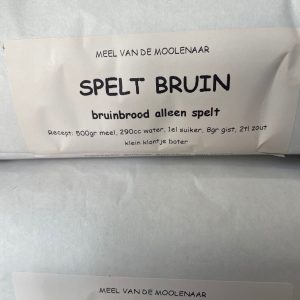 MEEL VAN DE MOOLENAAR
SPELT BRUIN
bruinbrood alleen spelt
Recept: 500gr meel, 290cc water, 1el suiker, 8gr gist, 2tl zout
klein klontje boter
MEEL VAN DE MOOLENAAR